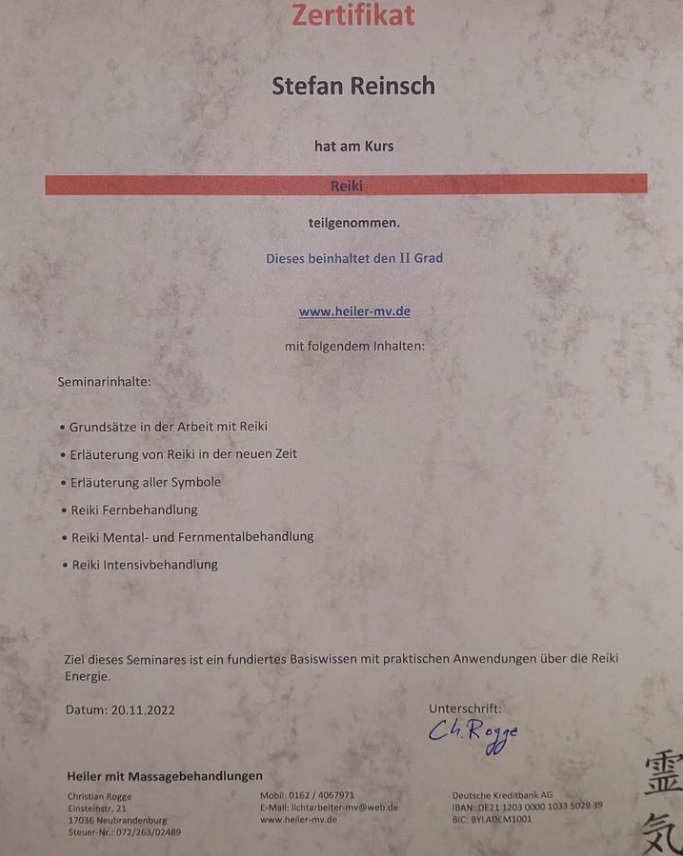 Zertifikat
Stefan Reinsch
hat am Kurs
Reiki
teilgenommen.
Dieses beinhaltet den II Grad
www.heiler-mv.de
mit folgendem Inhalten:
Seminarinhalte:
• Grundsätze in der Arbeit mit Reiki
• Erläuterung von Reiki in der neuen Zeit
• Erläuterung aller Symbole
• Reiki Fernbehandlung
• Reiki Mental- und Fernmentalbehandlung
• Reiki Intensivbehandlung
Ziel dieses Seminares ist ein fundiertes Basiswissen mit praktischen Anwendungen über die Reiki
Energie.
Datum: 20.11.2022
Unterschrift:
Ch. Rogge
Heiler mit Massagebehandlungen
Christian Rogge
Einsteinstr. 21
17036 Neubrandenburg
Steuer-Nr.: 072/263/02489
Mobil: 0162 / 4067971
E-Mail: lichtarbeiter-mv@web.de
www.heiler-mv.de
Deutsche Kreditbank AG
IBAN: DE21 1203 0000 1033 5029 39
BIC: BYLADEM1001
霊
気